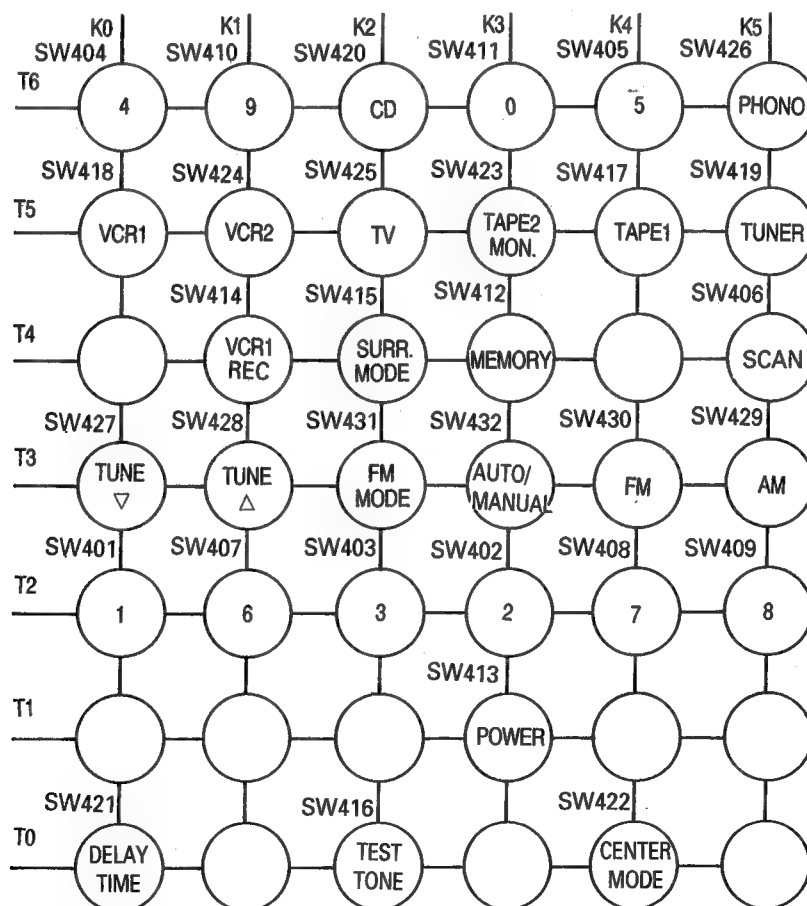 K0 K1 K2 K3 K4 K5
SW404 SW410 SW420 SW411 SW405 SW426
T6
4 9 CD 0 5 PHONO
SW418 SW424 SW425 SW423 SW417 SW419
T5
VCR1 VCR2 TV TAPE2 MON. TAPE1 TUNER
SW414 SW415 SW412 SW406
T4
VCR1 REC SURR. MODE MEMORY SCAN
SW427 SW428 SW431 SW432 SW430 SW429
T3
TUNE ▽ TUNE △ FM MODE AUTO/ MANUAL FM AM
SW401 SW407 SW403 SW402 SW408 SW409
T2
1 6 3 2 7 8
SW413
T1
POWER
SW421 SW416 SW422
T0
DELAY TIME TEST TONE CENTER MODE